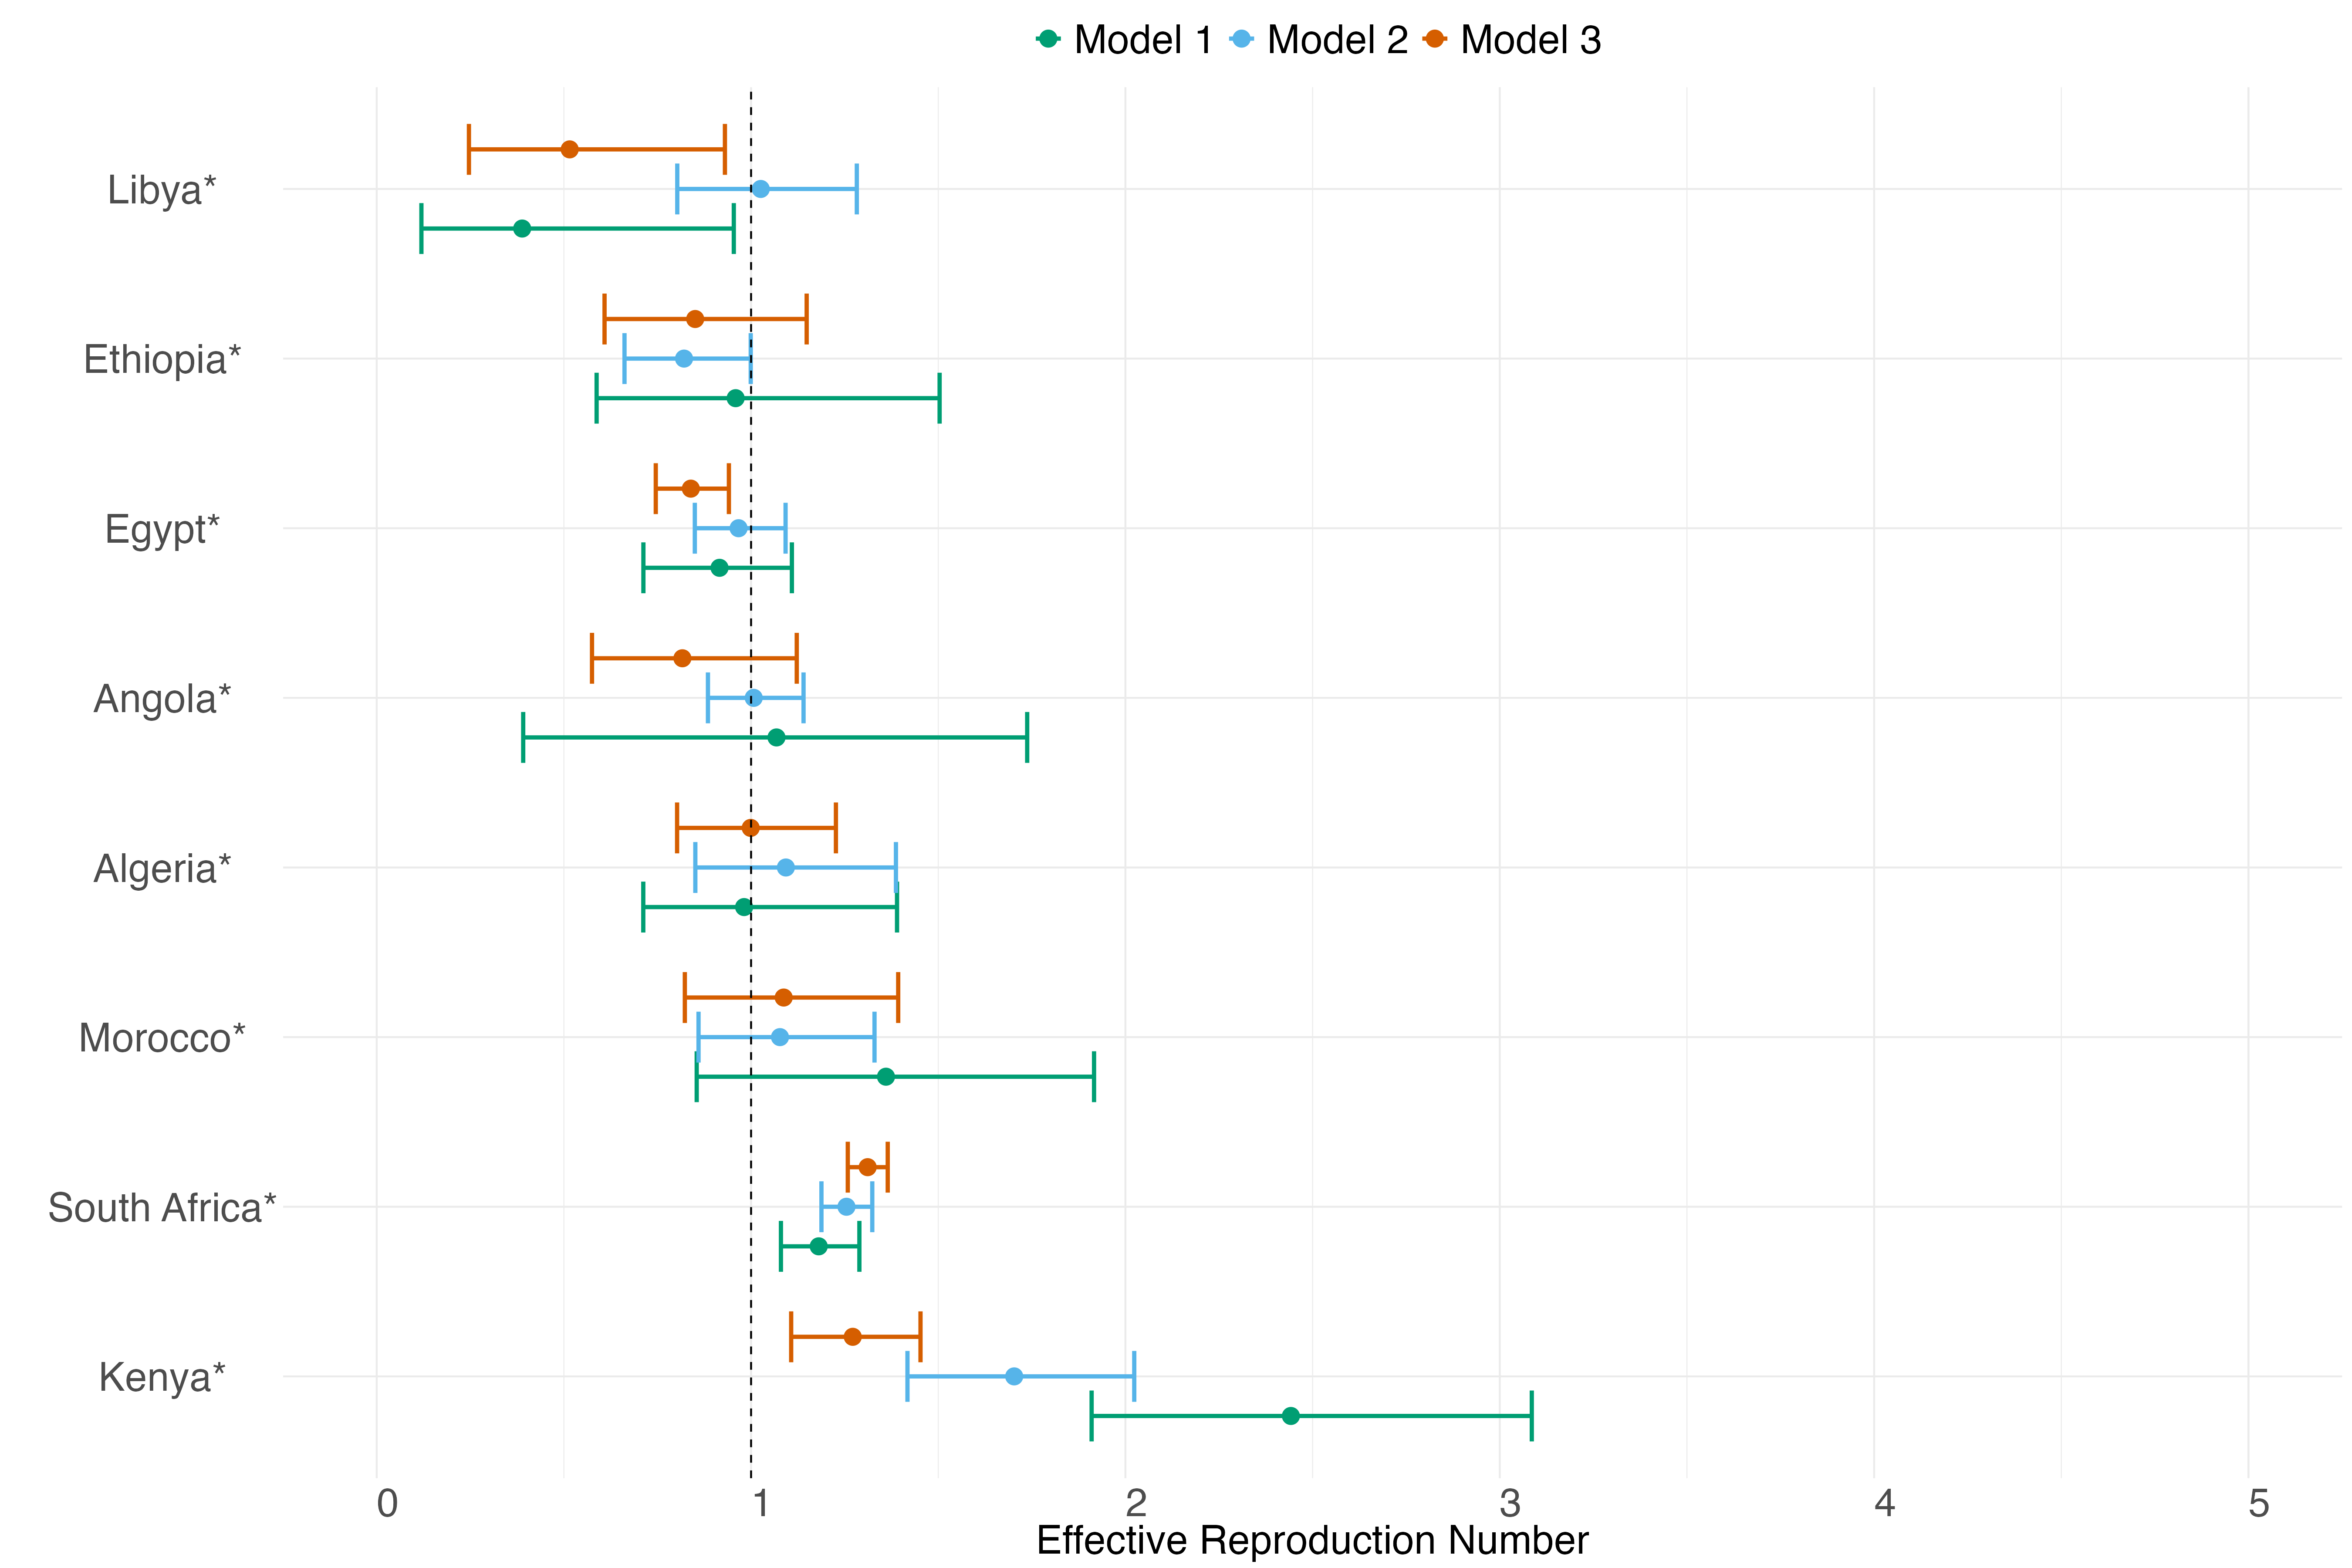 Model 1 Model 2 Model 3
Libya*
Ethiopia*
Egypt*
Angola*
Algeria*
Morocco*
South Africa*
Kenya*
0 1 2 3 4 5
Effective Reproduction Number